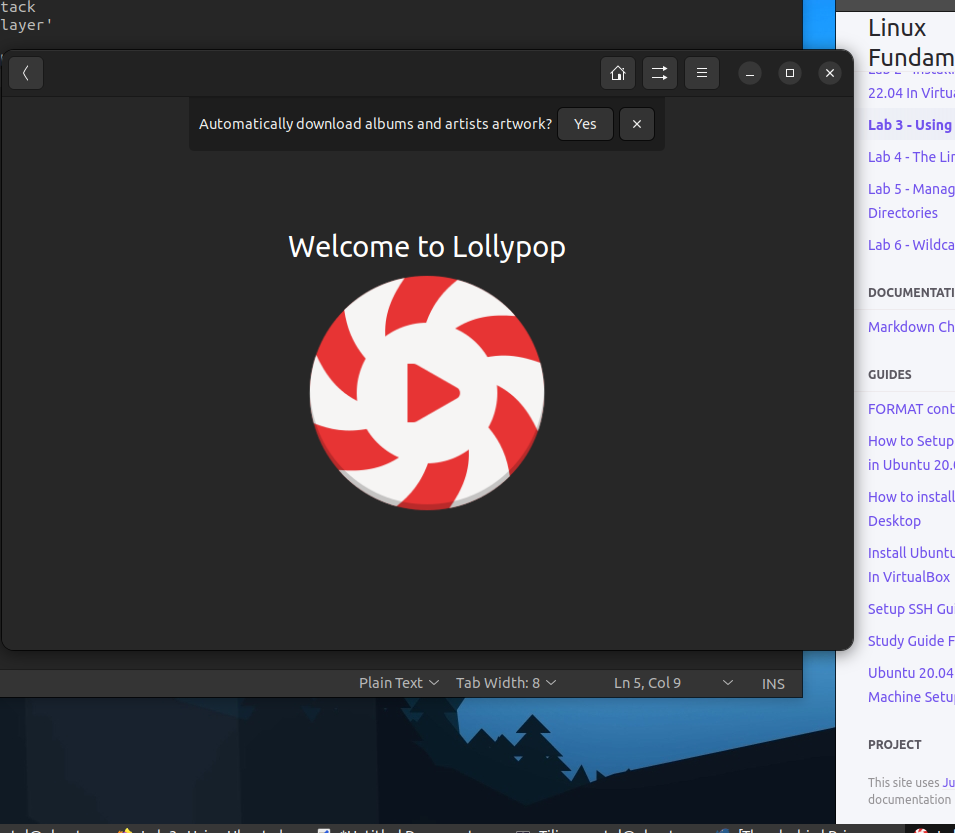 tack
layer'
Automatically download albums and artists artwork?
Yes
Welcome to Lollypop
Plain Text
Tab Width: 8
Ln 5, Col 9
INS
Linux
Fundam
22.04 In Virtua
Lab 3 - Using
Lab 4 - The Li
Lab 5 - Manag
Directories
Lab 6 - Wildca
DOCUMENTATI
Markdown Ch
GUIDES
FORMAT cont
How to Setup
in Ubuntu 20.
How to install
Desktop
Install Ubuntu
In VirtualBox
Setup SSH Gu
Study Guide F
Ubuntu 20.04
Machine Setu
PROJECT
This site uses Ju
documentation